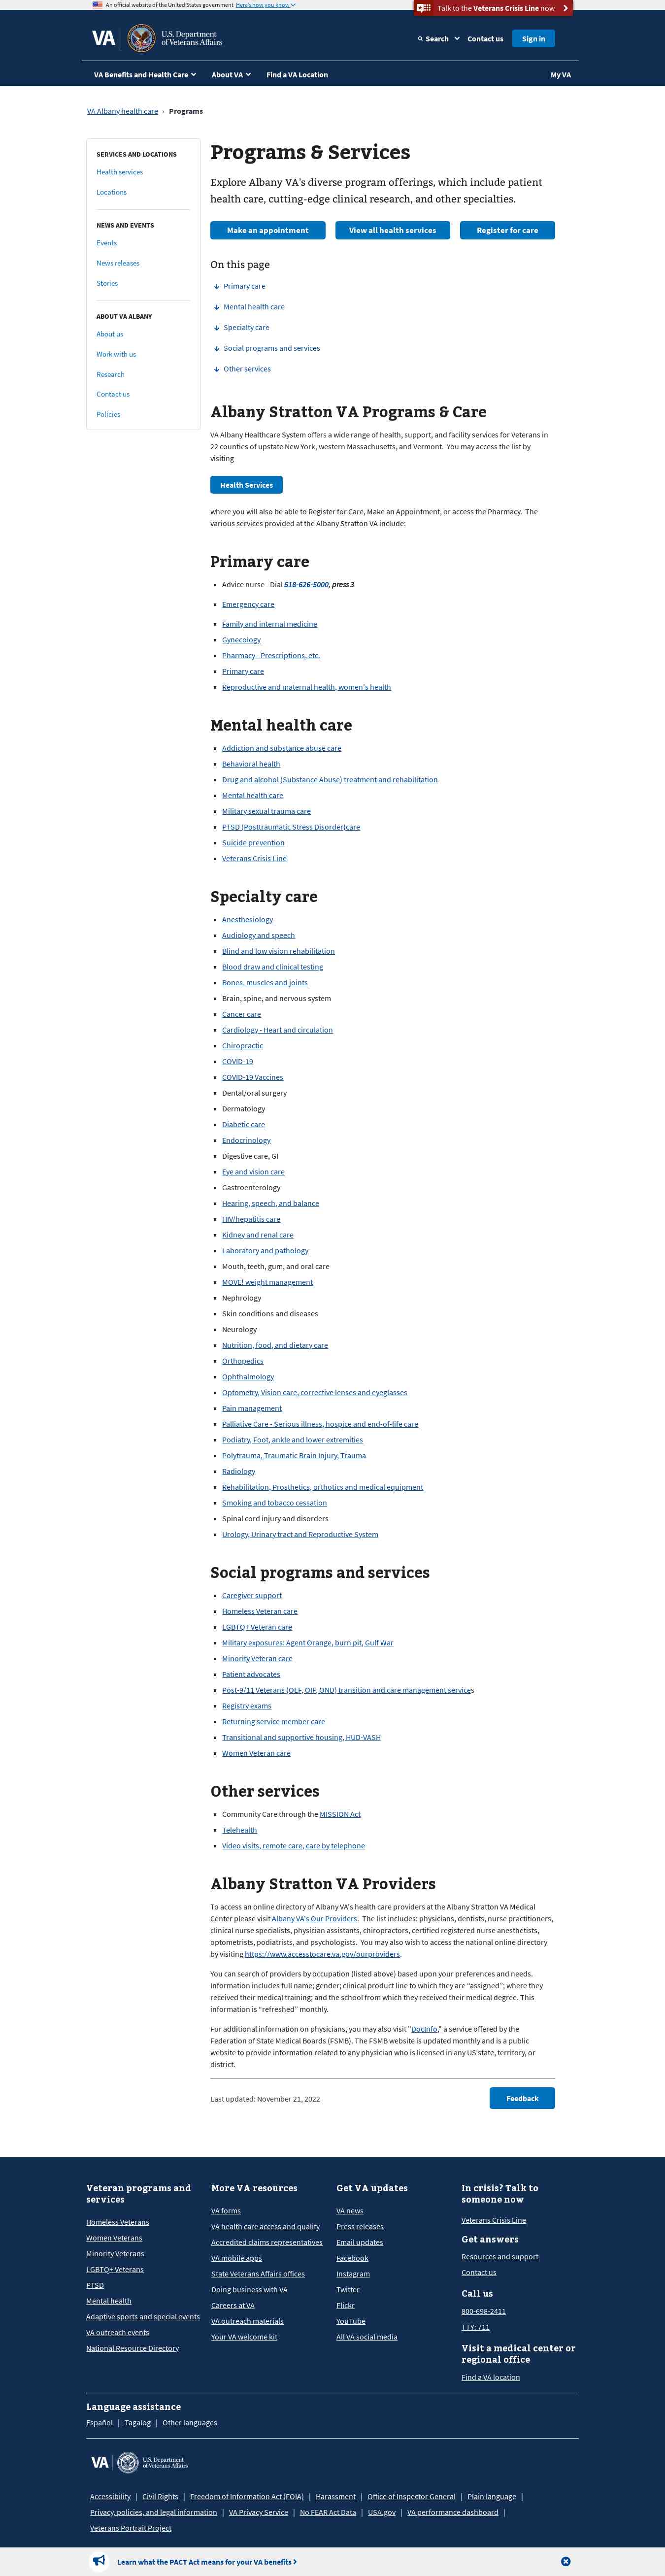 An official website of the United States government Here's how you know
Talk to the Veterans Crisis Line now
VA
U.S. Department
of Veterans Affairs
Search
Contact us
Sign in
VA Benefits and Health Care
About VA
Find a VA Location
My VA
VA Albany health care › Programs
SERVICES AND LOCATIONS
Health services
Locations
NEWS AND EVENTS
Events
News releases
Stories
ABOUT VA ALBANY
About us
Work with us
Research
Contact us
Policies
Programs & Services
Explore Albany VA's diverse program offerings, which include patient
health care, cutting-edge clinical research, and other specialties.
Make an appointment
View all health services
Register for care
On this page
Primary care
Mental health care
Specialty care
Social programs and services
Other services
Albany Stratton VA Programs & Care
VA Albany Healthcare System offers a wide range of health, support, and facility services for Veterans in
22 counties of upstate New York, western Massachusetts, and Vermont. You may access the list by
visiting
Health Services
where you will also be able to Register for Care, Make an Appointment, or access the Pharmacy. The
various services provided at the Albany Stratton VA include:
Primary care
Advice nurse - Dial 518-626-5000, press 3
Emergency care
Family and internal medicine
Gynecology
Pharmacy - Prescriptions, etc.
Primary care
Reproductive and maternal health, women's health
Mental health care
Addiction and substance abuse care
Behavioral health
Drug and alcohol (Substance Abuse) treatment and rehabilitation
Mental health care
Military sexual trauma care
PTSD (Posttraumatic Stress Disorder)care
Suicide prevention
Veterans Crisis Line
Specialty care
Anesthesiology
Audiology and speech
Blind and low vision rehabilitation
Blood draw and clinical testing
Bones, muscles and joints
Brain, spine, and nervous system
Cancer care
Cardiology - Heart and circulation
Chiropractic
COVID-19
COVID-19 Vaccines
Dental/oral surgery
Dermatology
Diabetic care
Endocrinology
Digestive care, GI
Eye and vision care
Gastroenterology
Hearing, speech, and balance
HIV/hepatitis care
Kidney and renal care
Laboratory and pathology
Mouth, teeth, gum, and oral care
MOVE! weight management
Nephrology
Skin conditions and diseases
Neurology
Nutrition, food, and dietary care
Orthopedics
Ophthalmology
Optometry, Vision care, corrective lenses and eyeglasses
Pain management
Palliative Care - Serious illness, hospice and end-of-life care
Podiatry, Foot, ankle and lower extremities
Polytrauma, Traumatic Brain Injury, Trauma
Radiology
Rehabilitation, Prosthetics, orthotics and medical equipment
Smoking and tobacco cessation
Spinal cord injury and disorders
Urology, Urinary tract and Reproductive System
Social programs and services
Caregiver support
Homeless Veteran care
LGBTQ+ Veteran care
Military exposures: Agent Orange, burn pit, Gulf War
Minority Veteran care
Patient advocates
Post-9/11 Veterans (OEF, OIF, OND) transition and care management services
Registry exams
Returning service member care
Transitional and supportive housing, HUD-VASH
Women Veteran care
Other services
Community Care through the MISSION Act
Telehealth
Video visits, remote care, care by telephone
Albany Stratton VA Providers
To access an online directory of Albany VA's health care providers at the Albany Stratton VA Medical
Center please visit Albany VA's Our Providers. The list includes: physicians, dentists, nurse practitioners,
clinical nurse specialists, physician assistants, chiropractors, certified registered nurse anesthetists,
optometrists, podiatrists, and psychologists. You may also wish to access the national online directory
by visiting https://www.accesstocare.va.gov/ourproviders.
You can search of providers by occupation (listed above) based upon your preferences and needs.
Information includes full name; gender; clinical product line to which they are “assigned”; where they
received their medical training; and the school from which they received their medical degree. This
information is “refreshed” monthly.
For additional information on physicians, you may also visit "DocInfo," a service offered by the
Federation of State Medical Boards (FSMB). The FSMB website is updated monthly and is a public
website to provide information related to any physician who is licensed in any US state, territory, or
district.
Last updated: November 21, 2022
Feedback
Veteran programs and
services
Homeless Veterans
Women Veterans
Minority Veterans
LGBTQ+ Veterans
PTSD
Mental health
Adaptive sports and special events
VA outreach events
National Resource Directory
More VA resources
VA forms
VA health care access and quality
Accredited claims representatives
VA mobile apps
State Veterans Affairs offices
Doing business with VA
Careers at VA
VA outreach materials
Your VA welcome kit
Get VA updates
VA news
Press releases
Email updates
Facebook
Instagram
Twitter
Flickr
YouTube
All VA social media
In crisis? Talk to
someone now
Veterans Crisis Line
Get answers
Resources and support
Contact us
Call us
800-698-2411
TTY: 711
Visit a medical center or
regional office
Find a VA location
Language assistance
Español | Tagalog | Other languages
VA
U.S. Department
of Veterans Affairs
Accessibility | Civil Rights | Freedom of Information Act (FOIA) | Harassment | Office of Inspector General | Plain language |
Privacy, policies, and legal information | VA Privacy Service | No FEAR Act Data | USA.gov | VA performance dashboard |
Veterans Portrait Project
Learn what the PACT Act means for your VA benefits